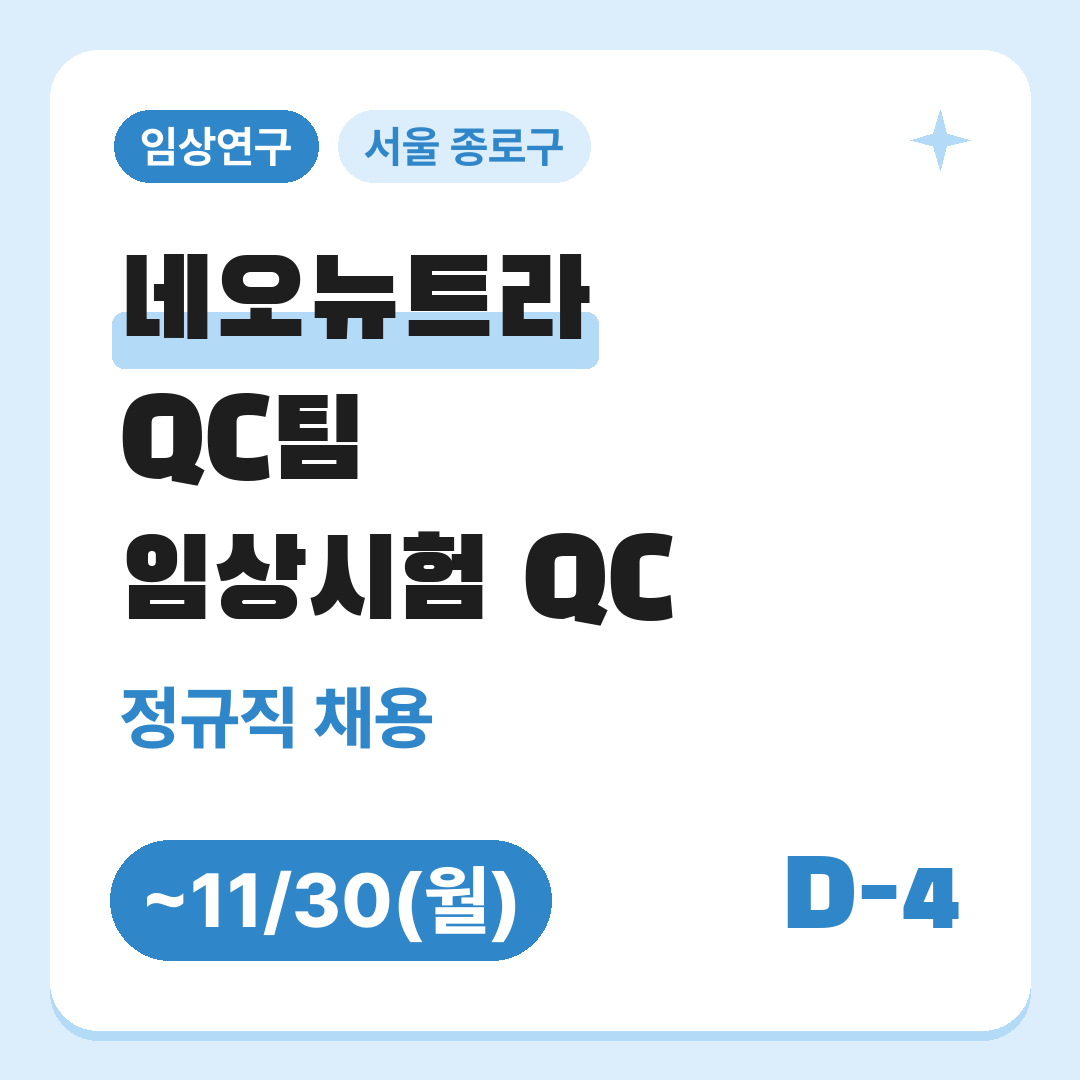 임상연구 서울 종로구
네오뉴트라
QC팀
임상시험 QC
정규직 채용
~11/30(월) D-4